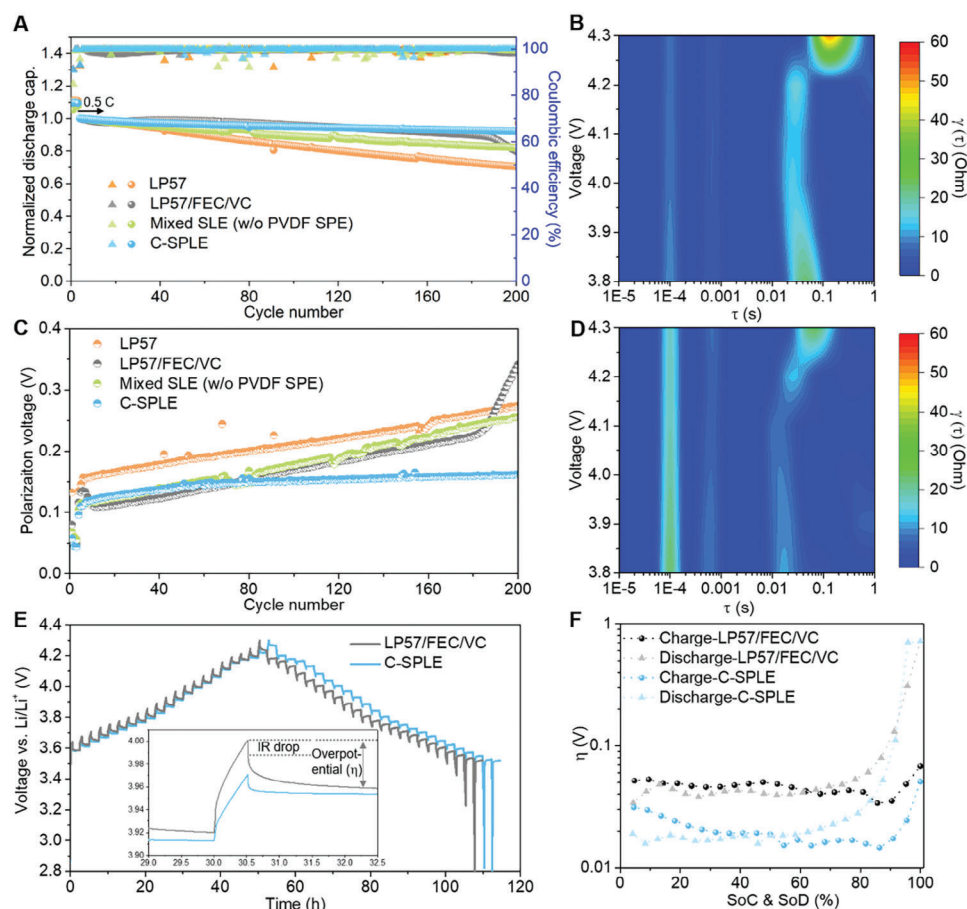 A
Normalized discharge cap.
1.4
1.2
1.0
0.8
0.6
0.4
0.2
0.0
0.5 C
LP57
LP57/FEC/VC
Mixed SLE (w/o PVDF SPE)
C-SPLE
100
80
60
40
20
0
Coulombic efficiency (%)
0 40 80 120 160 200
Cycle number
B
Voltage (V)
4.3
4.2
4.1
4.0
3.9
3.8
1E-5 1E-4 0.001 0.01 0.1 1
τ (s)
60
50
40
30
20
10
0
γ (τ) (Ohm)
C
Polarization voltage (V)
0.4
0.3
0.2
0.1
0.0
LP57
LP57/FEC/VC
Mixed SLE (w/o PVDF SPE)
C-SPLE
0 40 80 120 160 200
Cycle number
D
Voltage (V)
4.3
4.2
4.1
4.0
3.9
3.8
1E-5 1E-4 0.001 0.01 0.1 1
τ (s)
60
50
40
30
20
10
0
γ (τ) (Ohm)
E
Voltage vs. Li/Li⁺ (V)
4.4
4.0
3.6
3.2
2.8
LP57/FEC/VC
C-SPLE
4.00
3.99
3.98
3.97
3.96
3.95
3.94
3.93
3.92
3.91
3.90
IR drop
Overpot-
ential (η)
29.0 29.5 30.0 30.5 31.0 31.5 32.0 32.5
0 20 40 60 80 100 120
Time (h)
F
η (V)
1
0.1
0.01
Charge-LP57/FEC/VC
Discharge-LP57/FEC/VC
Charge-C-SPLE
Discharge-C-SPLE
0 20 40 60 80 100
SoC & SoD (%)